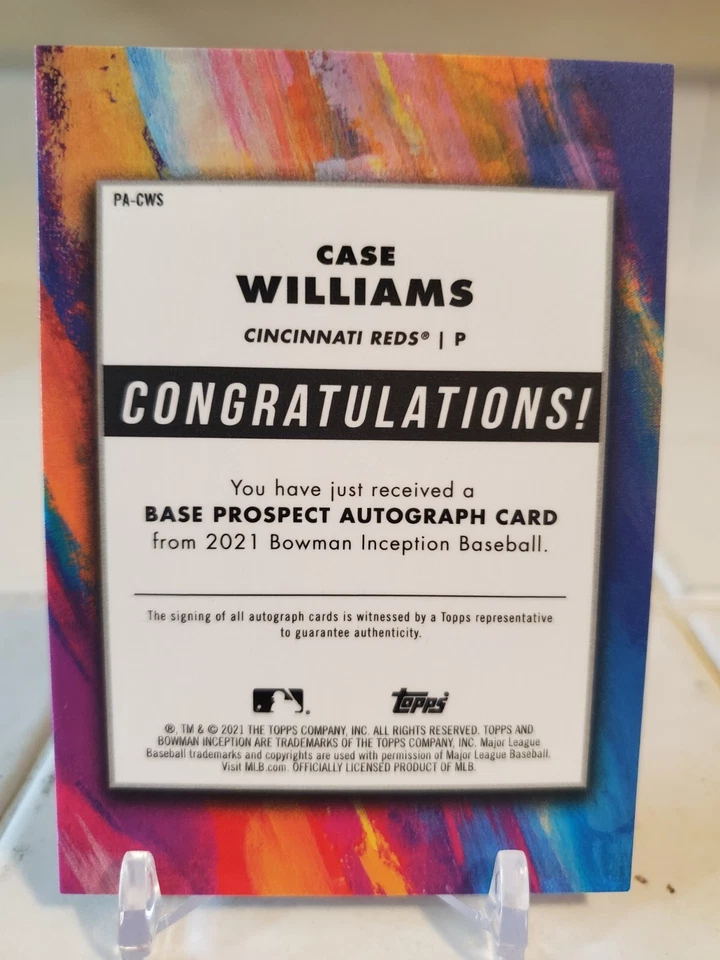 PA-CWS
CASE
WILLIAMS
CINCINNATI REDS® | P
CONGRATULATIONS!
You have just received a
BASE PROSPECT AUTOGRAPH CARD
from 2021 Bowman Inception Baseball.
The signing of all autograph cards is witnessed by a Topps representative
to guarantee authenticity.
® topps
®, TM & © 2021 THE TOPPS COMPANY, INC. ALL RIGHTS RESERVED. TOPPS AND
BOWMAN INCEPTION ARE TRADEMARKS OF THE TOPPS COMPANY, INC. Major League
Baseball trademarks and copyrights are used with permission of Major League Baseball.
Visit MLB.com. OFFICIALLY LICENSED PRODUCT OF MLB.